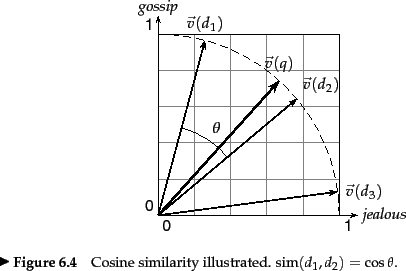 gossip
1
v⃗(d₁)
v⃗(q)
v⃗(d₂)
θ
v⃗(d₃)
0
jealous
0
1
▶ Figure 6.4 Cosine similarity illustrated. sim(d₁, d₂) = cos θ.